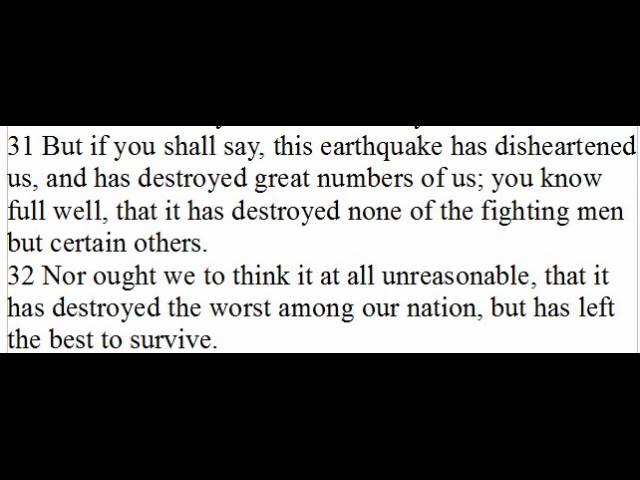 31 But if you shall say, this earthquake has disheartened
us, and has destroyed great numbers of us; you know
full well, that it has destroyed none of the fighting men
but certain others.
32 Nor ought we to think it at all unreasonable, that it
has destroyed the worst among our nation, but has left
the best to survive.